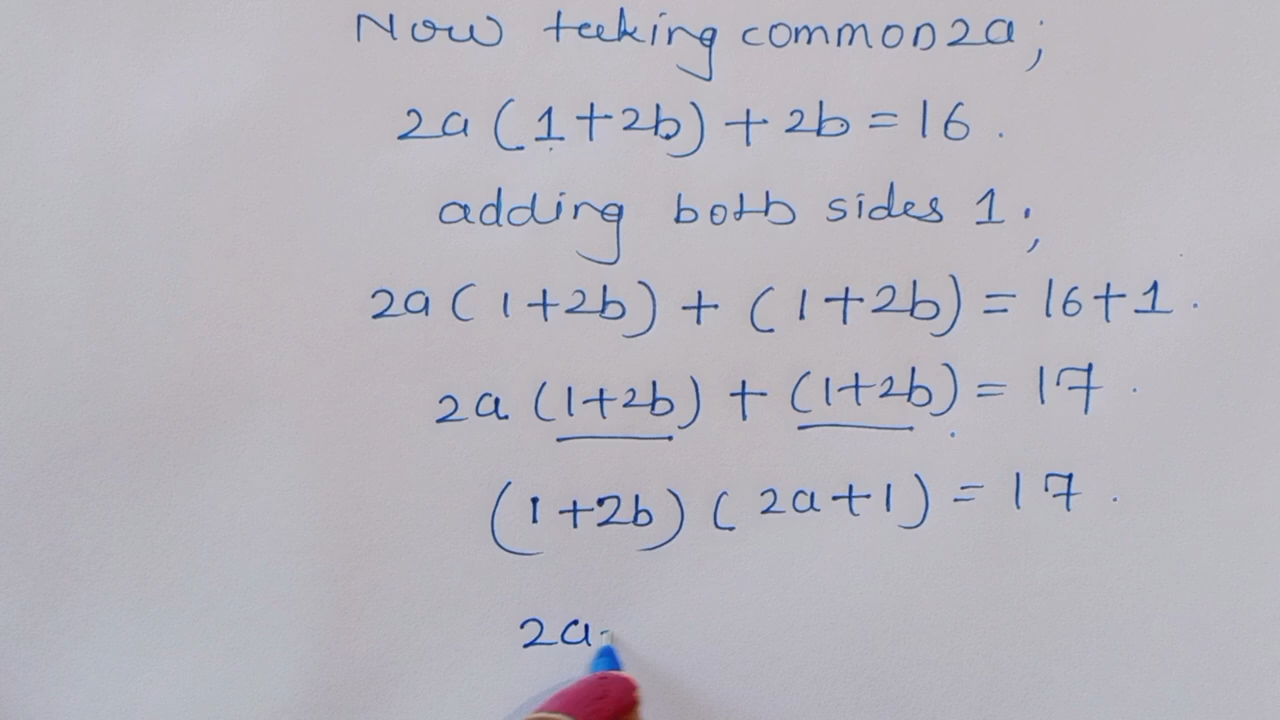 Now taking common 2a;
2a (1+2b) + 2b = 16.
adding both sides 1;
2a (1+2b) + (1+2b) = 16+1.
2a (1+2b) + (1+2b) = 17.
(1+2b) (2a+1) = 17.
2a